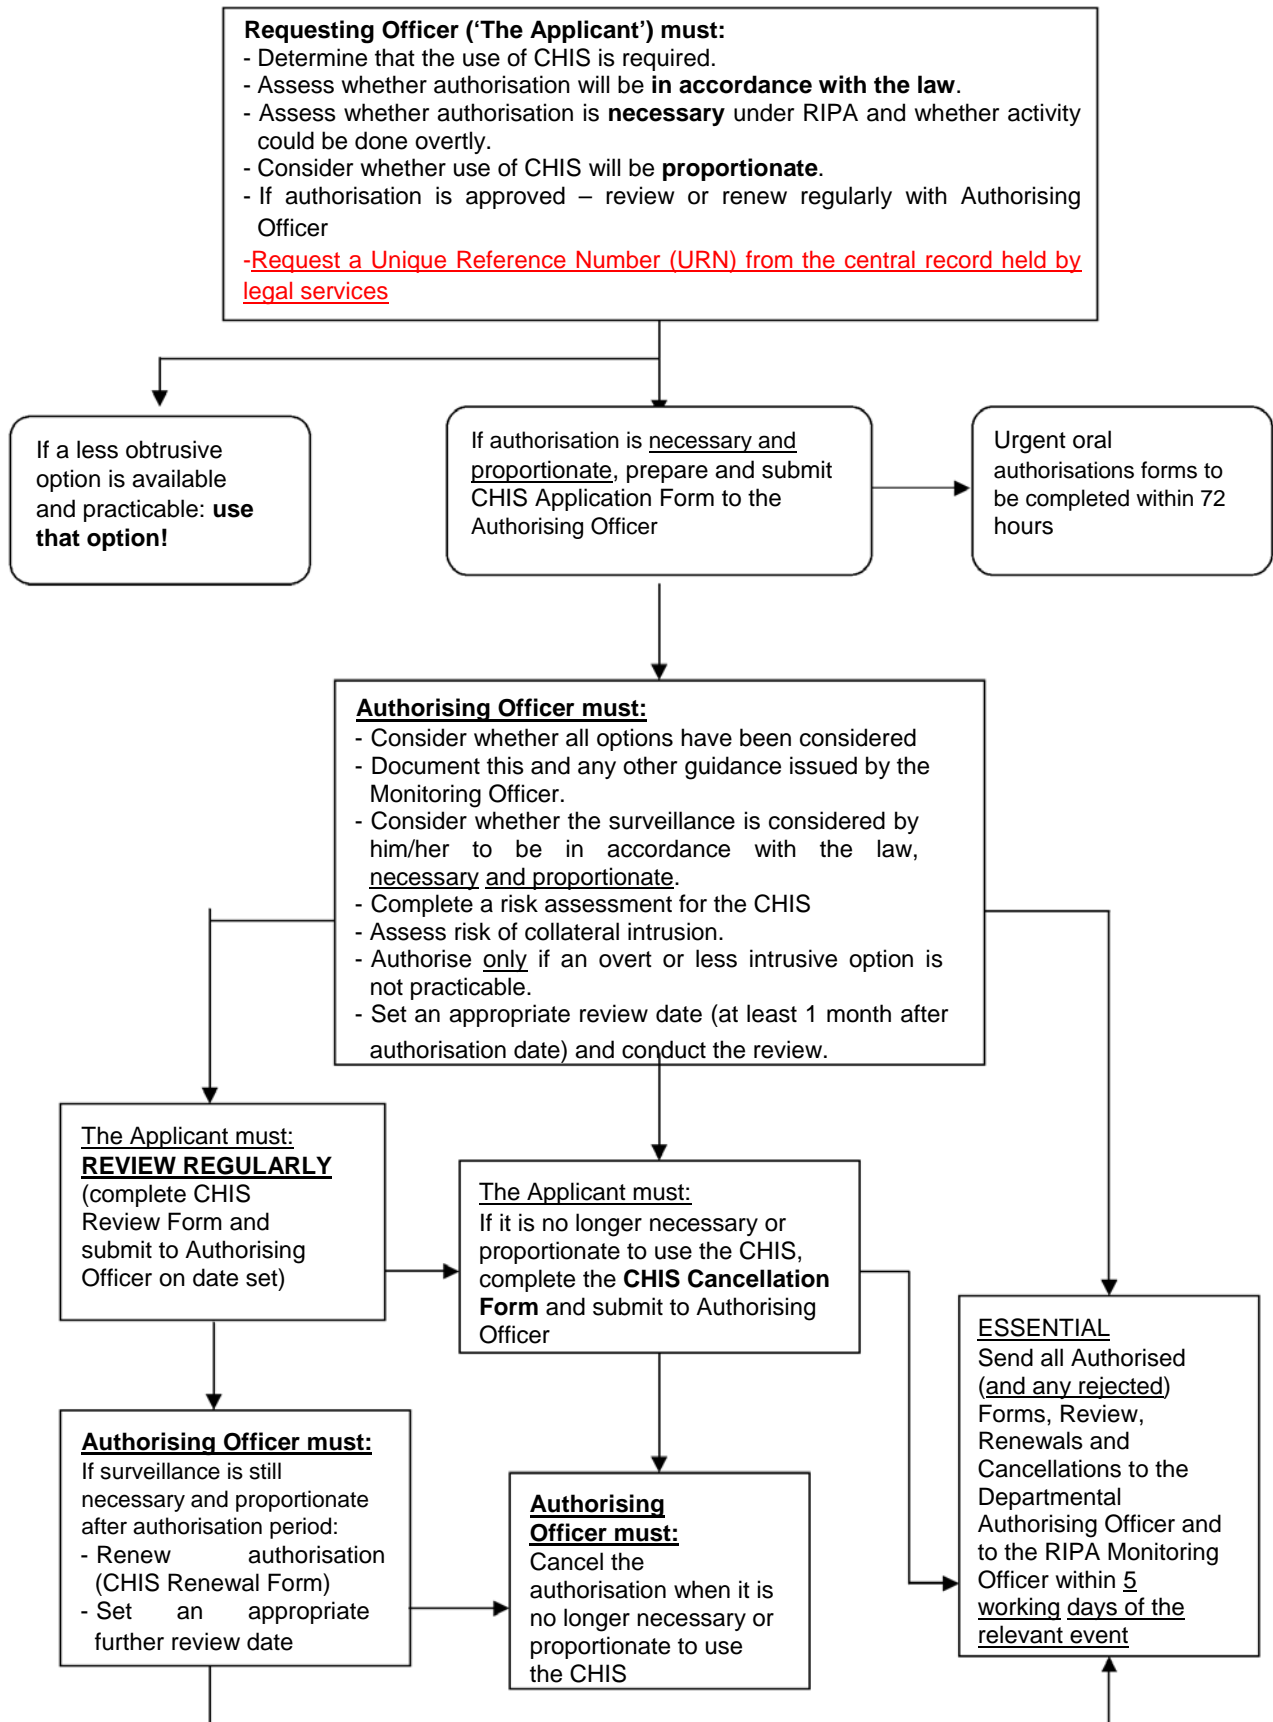 Requesting Officer (‘The Applicant’) must:
- Determine that the use of CHIS is required.
- Assess whether authorisation will be in accordance with the law.
- Assess whether authorisation is necessary under RIPA and whether activity
could be done overtly.
- Consider whether use of CHIS will be proportionate.
- If authorisation is approved – review or renew regularly with Authorising
Officer
-Request a Unique Reference Number (URN) from the central record held by
legal services
If a less obtrusive
option is available
and practicable: use
that option!
If authorisation is necessary and
proportionate, prepare and submit
CHIS Application Form to the
Authorising Officer
Urgent oral
authorisations forms to
be completed within 72
hours
Authorising Officer must:
- Consider whether all options have been considered
- Document this and any other guidance issued by the
Monitoring Officer.
- Consider whether the surveillance is considered by
him/her to be in accordance with the law,
necessary and proportionate.
- Complete a risk assessment for the CHIS
- Assess risk of collateral intrusion.
- Authorise only if an overt or less intrusive option is
not practicable.
- Set an appropriate review date (at least 1 month after
authorisation date) and conduct the review.
The Applicant must:
REVIEW REGULARLY
(complete CHIS
Review Form and
submit to Authorising
Officer on date set)
The Applicant must:
If it is no longer necessary or
proportionate to use the CHIS,
complete the CHIS Cancellation
Form and submit to Authorising
Officer
ESSENTIAL
Send all Authorised
(and any rejected)
Forms, Review,
Renewals and
Cancellations to the
Departmental
Authorising Officer and
to the RIPA Monitoring
Officer within 5
working days of the
relevant event
Authorising Officer must:
If surveillance is still
necessary and proportionate
after authorisation period:
- Renew authorisation
(CHIS Renewal Form)
- Set an appropriate
further review date
Authorising
Officer must:
Cancel the
authorisation when it is
no longer necessary or
proportionate to use
the CHIS